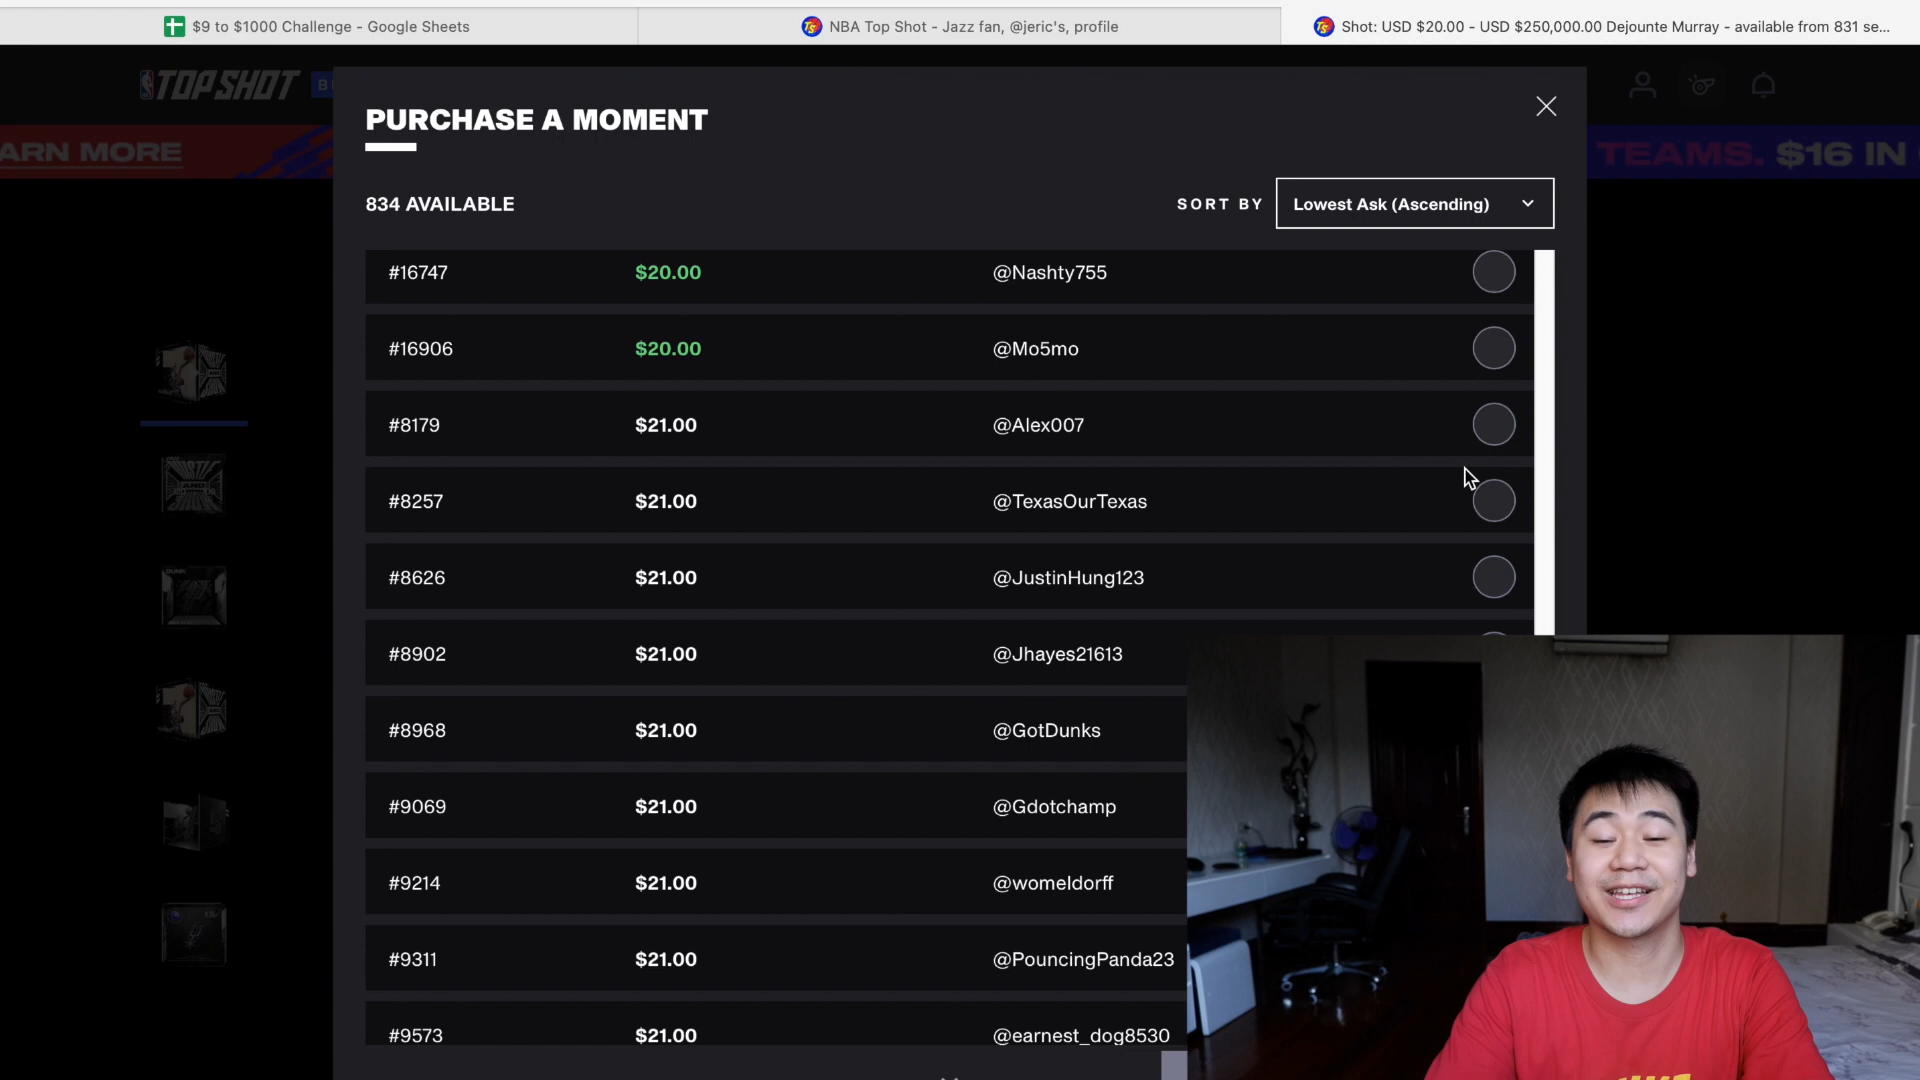 $9 to $1000 Challenge - Google Sheets
NBA Top Shot - Jazz fan, @jeric's, profile
Shot: USD $20.00 - USD $250,000.00 Dejounte Murray - available from 831 se...
TOP SHOT
ARN MORE
TEAMS. $16 IN
PURCHASE A MOMENT
834 AVAILABLE
SORT BY
Lowest Ask (Ascending)
#16747 $20.00 @Nashty755
#16906 $20.00 @Mo5mo
#8179 $21.00 @Alex007
#8257 $21.00 @TexasOurTexas
#8626 $21.00 @JustinHung123
#8902 $21.00 @Jhayes21613
#8968 $21.00 @GotDunks
#9069 $21.00 @Gdotchamp
#9214 $21.00 @womeldorff
#9311 $21.00 @PouncingPanda23
#9573 $21.00 @earnest_dog8530